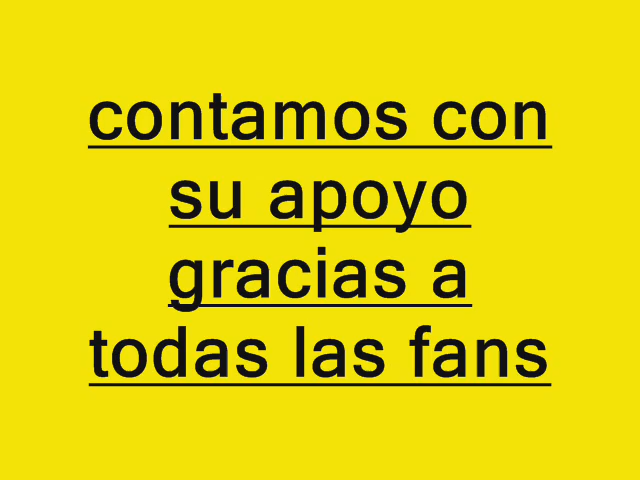 contamos con
su apoyo
gracias a
todas las fans